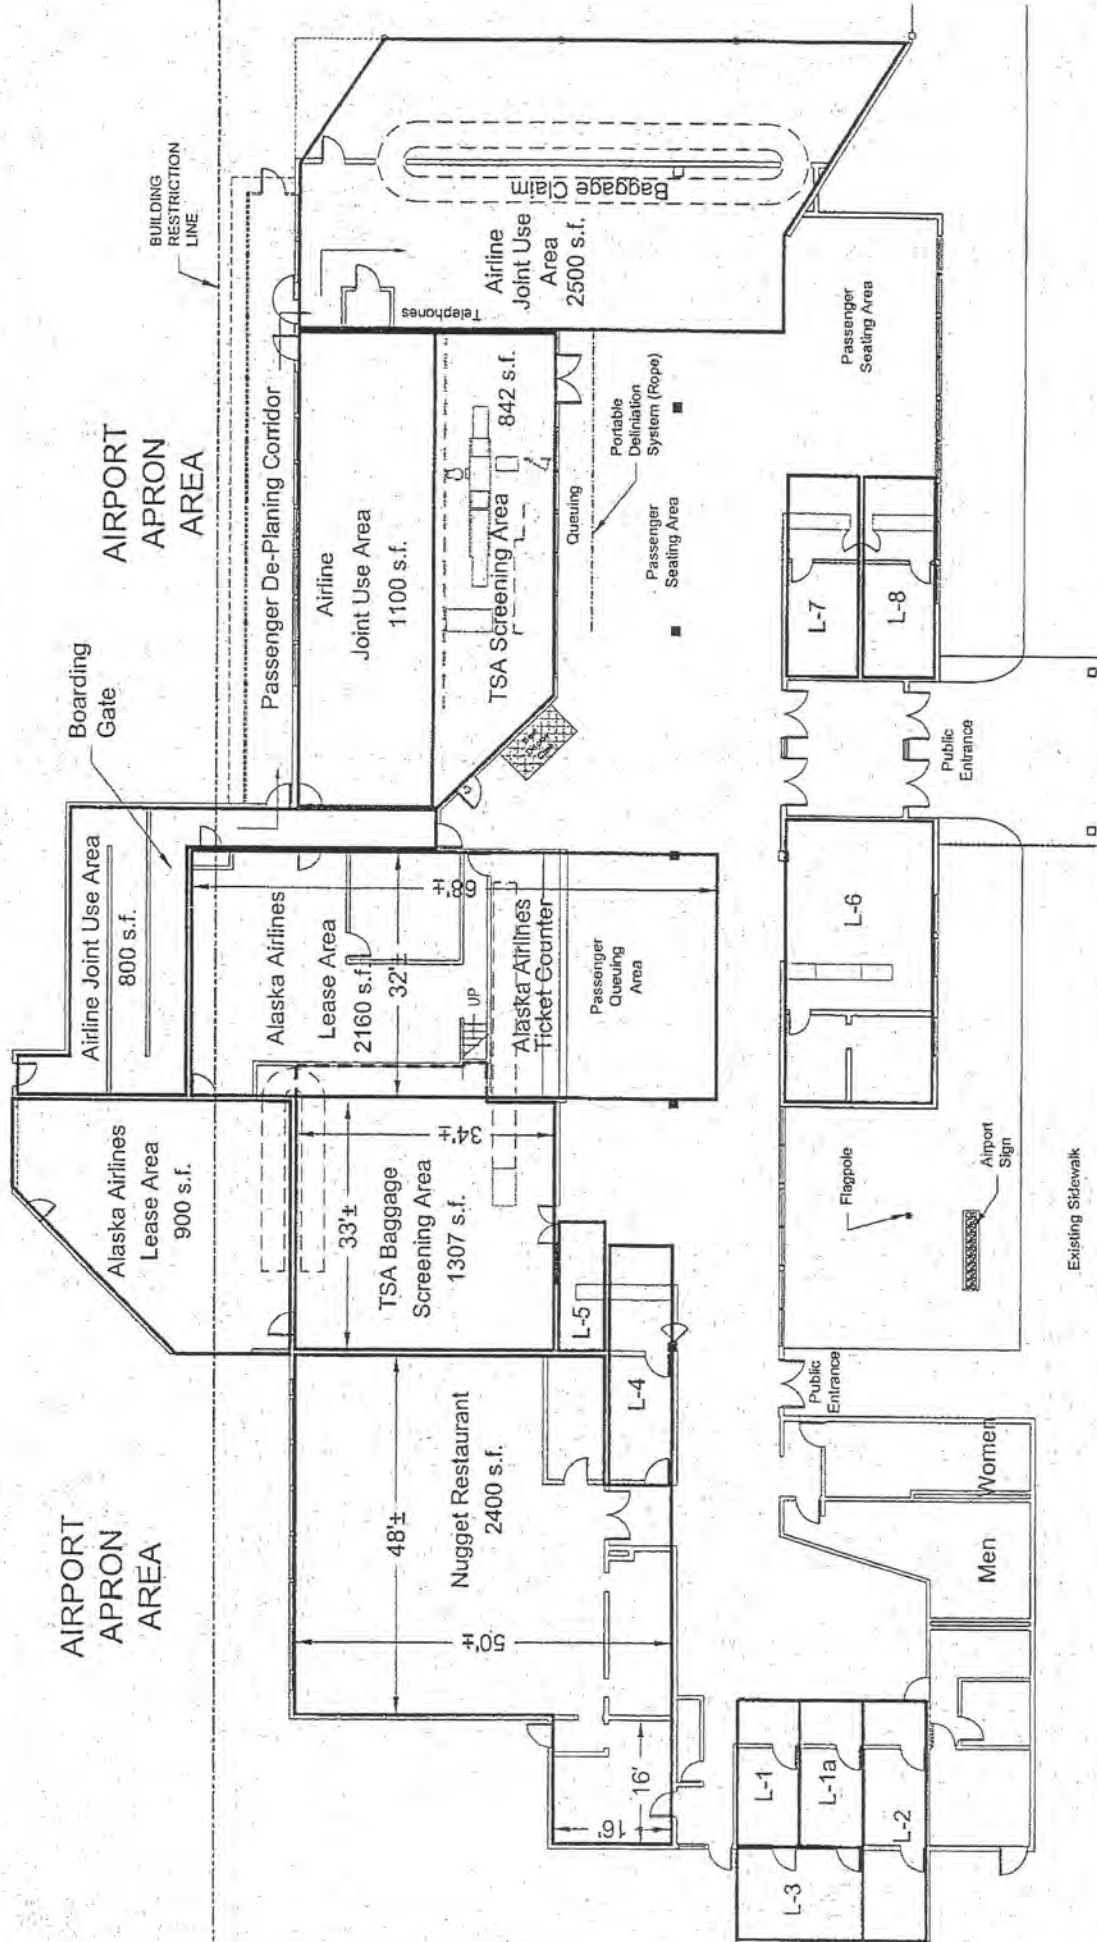 AIRPORT
APRON
AREA
AIRPORT
APRON
AREA
BUILDING
RESTRICTION
LINE
Boarding
Gate
Passenger De-Planing Corridor
Airline Joint Use Area
800 s.f.
Alaska Airlines
Lease Area
900 s.f.
Alaska Airlines
Lease Area
2160 s.f.
32'±
68'±
UP
Alaska Airlines
Ticket Counter
Passenger
Queuing
Area
Airline
Joint Use Area
1100 s.f.
TSA Screening Area
842 s.f.
Airline
Joint Use
Area
2500 s.f.
Baggage Claim
Telephones
Queuing
Portable
Deliniation
System (Rope)
Passenger
Seating Area
Passenger
Seating Area
TSA Baggage
Screening Area
1307 s.f.
33'±
34'±
Nugget Restaurant
2400 s.f.
48'±
50'±
16'
16'
L-5
L-4
L-7
L-8
L-6
L-1
L-1a
L-2
L-3
Public
Entrance
Public
Entrance
Flagpole
Airport
Sign
Existing Sidewalk
Women
Men